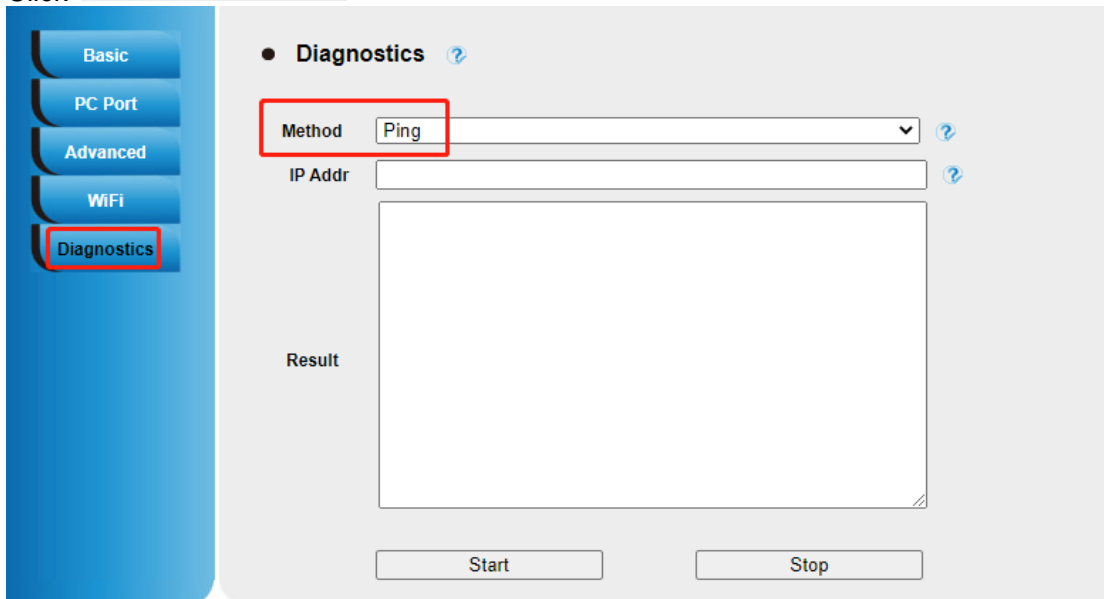 Basic
PC Port
Advanced
WiFi
Diagnostics
Diagnostics
Method Ping
IP Addr
Result
Start Stop